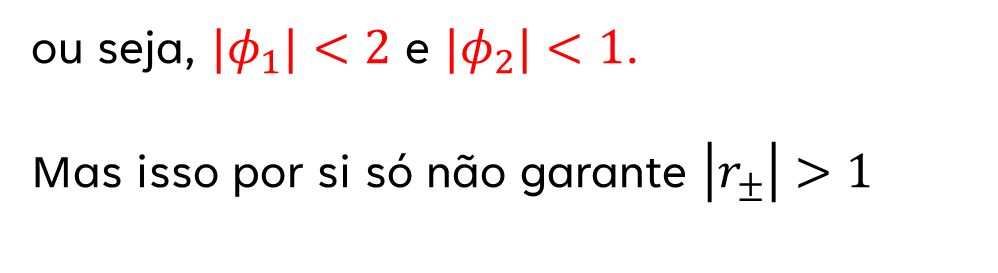 ou seja, |ϕ₁| < 2 e |ϕ₂| < 1.
Mas isso por si só não garante |r±| > 1